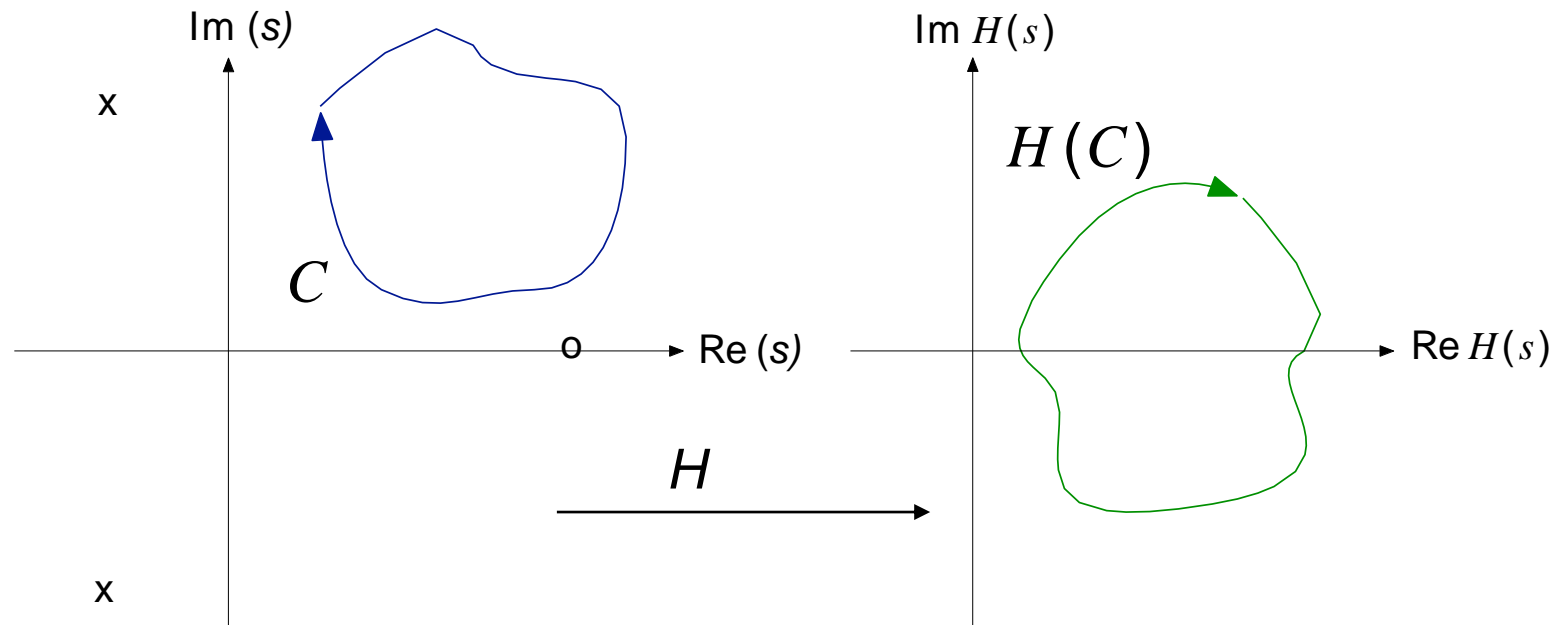 Im (s)
x
C
o
Re (s)
x
H
Im H(s)
H(C)
Re H(s)